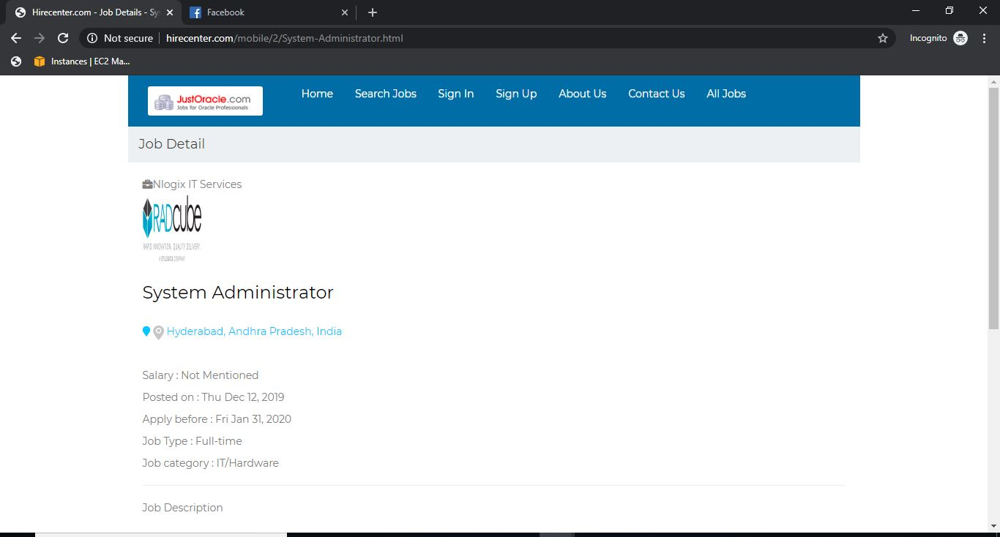 Hirecenter.com - Job Details - Sy
Facebook
Not secure
hirecenter.com/mobile/2/System-Administrator.html
Incognito
Instances | EC2 Ma...
JustOracle.com
Jobs for Oracle Professionals
Home Search Jobs Sign In Sign Up About Us Contact Us All Jobs
Job Detail
Nlogix IT Services
RADcube
RAPID INNOVATION. QUALITY DELIVERY.
A STLOGICS COMPANY
System Administrator
Hyderabad, Andhra Pradesh, India
Salary : Not Mentioned
Posted on : Thu Dec 12, 2019
Apply before : Fri Jan 31, 2020
Job Type : Full-time
Job category : IT/Hardware
Job Description